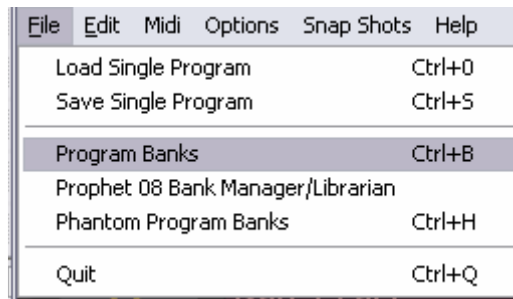 File Edit Midi Options Snap Shots Help
Load Single Program Ctrl+0
Save Single Program Ctrl+S
Program Banks Ctrl+B
Prophet 08 Bank Manager/Librarian
Phantom Program Banks Ctrl+H
Quit Ctrl+Q